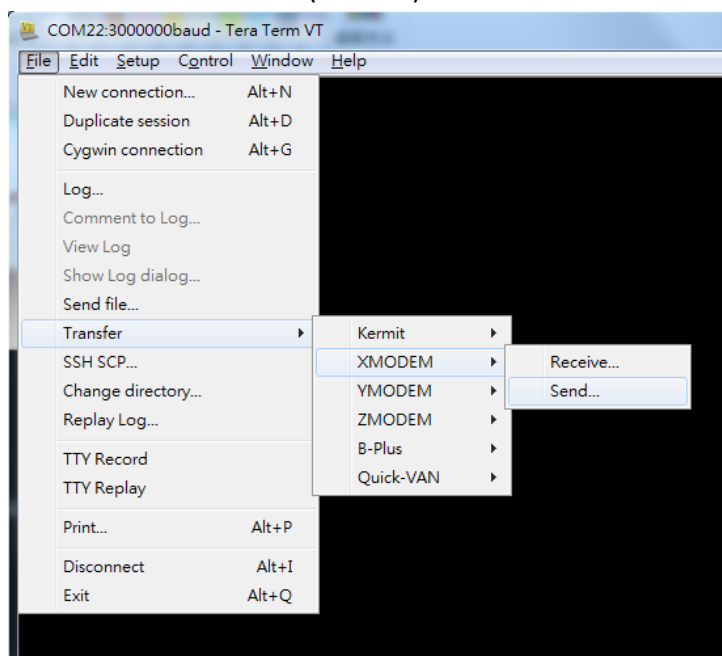 COM22:3000000baud - Tera Term VT
File Edit Setup Control Window Help
New connection... Alt+N
Duplicate session Alt+D
Cygwin connection Alt+G
Log...
Comment to Log...
View Log
Show Log dialog...
Send file...
Transfer
SSH SCP...
Change directory...
Replay Log...
TTY Record
TTY Replay
Print... Alt+P
Disconnect Alt+I
Exit Alt+Q
Kermit
XMODEM
YMODEM
ZMODEM
B-Plus
Quick-VAN
Receive...
Send...